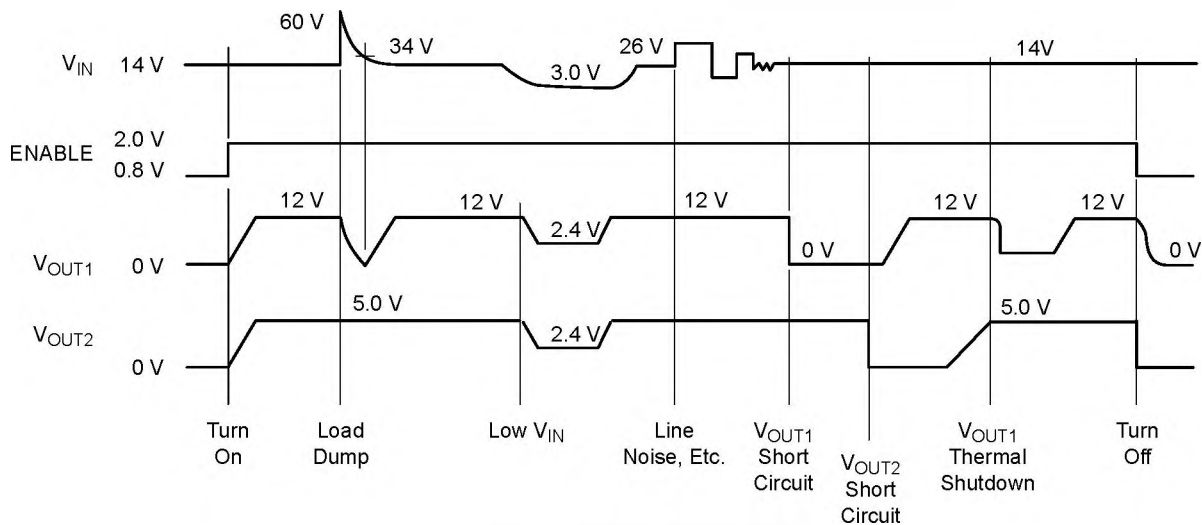 60 V
34 V
26 V
14V
V_IN 14 V
3.0 V
2.0 V
ENABLE
0.8 V
12 V
12 V
12 V
12 V
12 V
2.4 V
V_OUT1 0 V
0 V
0 V
5.0 V
5.0 V
V_OUT2
2.4 V
0 V
Turn
On
Load
Dump
Low V_IN
Line
Noise, Etc.
V_OUT1
Short
Circuit
V_OUT2
Short
Circuit
V_OUT1
Thermal
Shutdown
Turn
Off